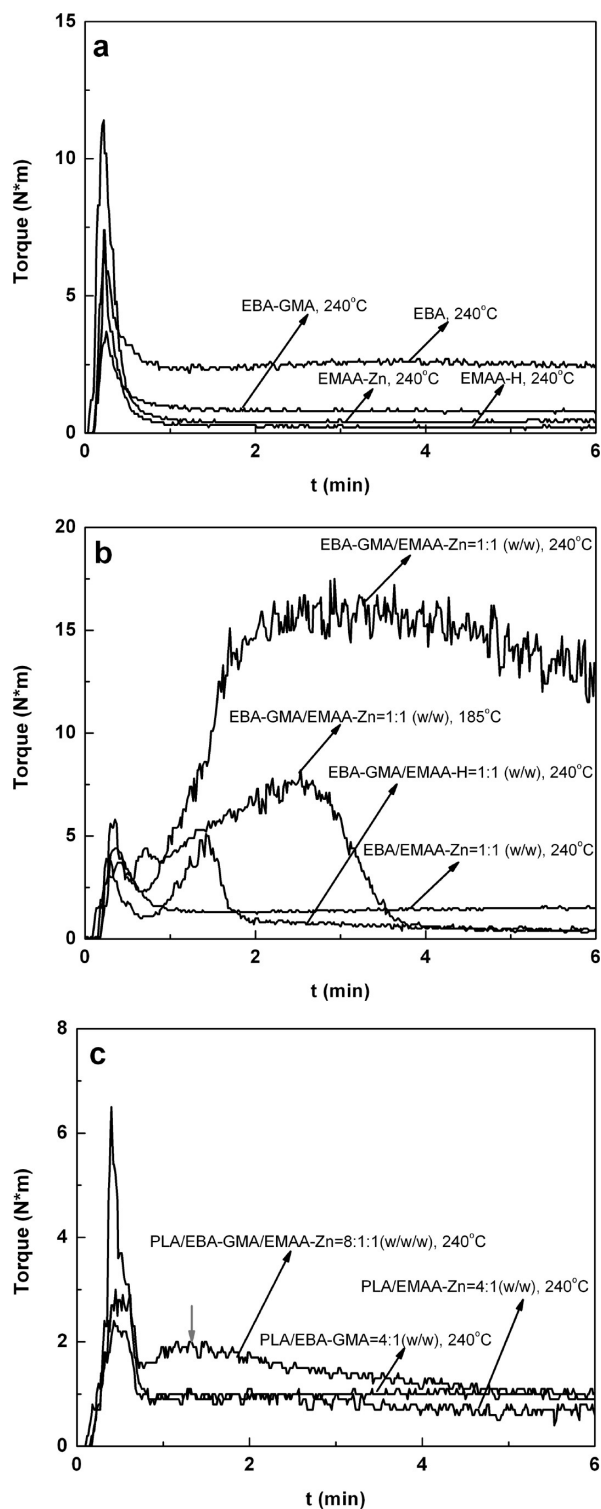 a
15
10
5
0
Torque (N*m)
EBA-GMA, 240°C
EBA, 240°C
EMAA-Zn, 240°C
EMAA-H, 240°C
2
4
6
t (min)
b
20
15
10
5
0
Torque (N*m)
EBA-GMA/EMAA-Zn=1:1 (w/w), 240°C
EBA-GMA/EMAA-Zn=1:1 (w/w), 185°C
EBA-GMA/EMAA-H=1:1 (w/w), 240°C
EBA/EMAA-Zn=1:1 (w/w), 240°C
0
2
4
6
t (min)
c
8
6
4
2
0
Torque (N*m)
PLA/EBA-GMA/EMAA-Zn=8:1:1(w/w/w), 240°C
PLA/EMAA-Zn=4:1(w/w), 240°C
PLA/EBA-GMA=4:1(w/w), 240°C
0
2
4
6
t (min)